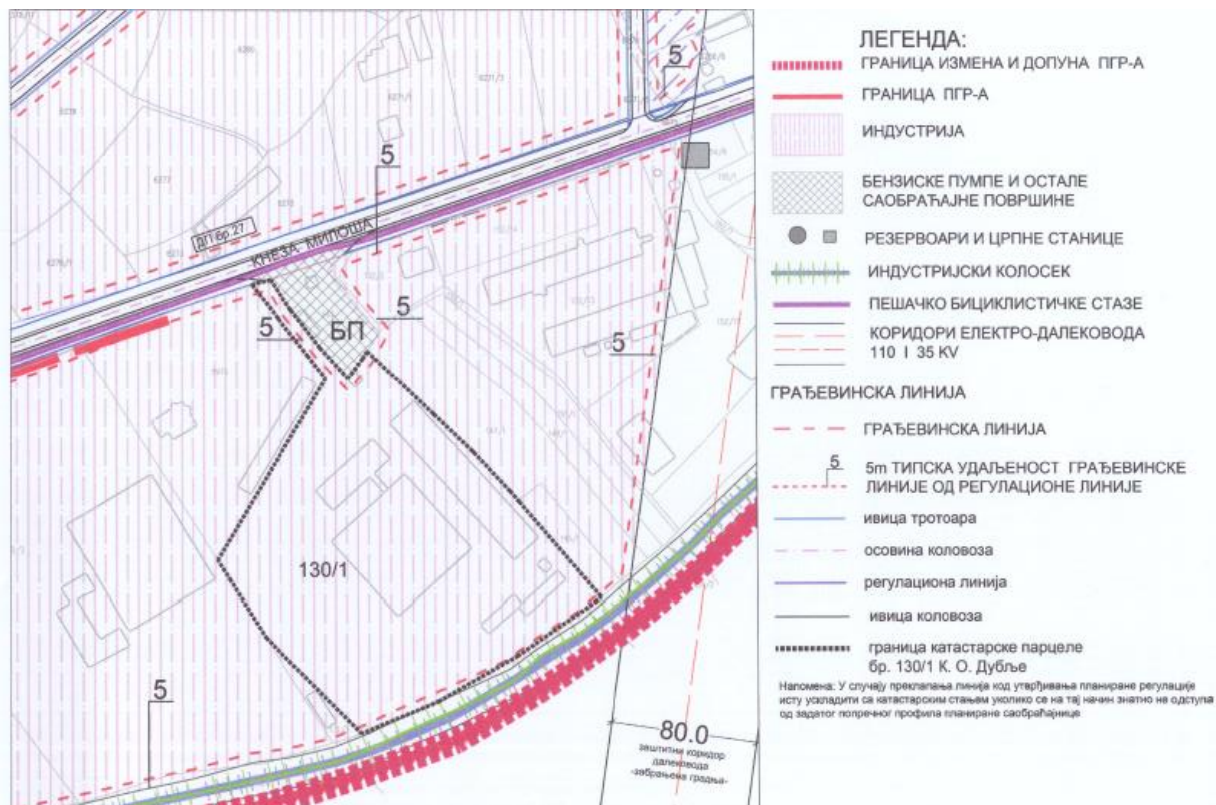 5
5
5
5
5
5
ДП бр.27
КНЕЗА МИЛОША
БП
130/1
80.0
заштитни коридор
далековода
-забрањена градња-
ЛЕГЕНДА:
ГРАНИЦА ИЗМЕНА И ДОПУНА ПГР-А
ГРАНИЦА ПГР-А
ИНДУСТРИЈА
БЕНЗИСКЕ ПУМПЕ И ОСТАЛЕ
САОБРАЋАЈНЕ ПОВРШИНЕ
РЕЗЕРВОАРИ И ЦРПНЕ СТАНИЦЕ
ИНДУСТРИЈСКИ КОЛОСЕК
ПЕШАЧКО БИЦИКЛИСТИЧКЕ СТАЗЕ
КОРИДОРИ ЕЛЕКТРО-ДАЛЕКОВОДА
110 I 35 KV
ГРАЂЕВИНСКА ЛИНИЈА
ГРАЂЕВИНСКА ЛИНИЈА
5
5m ТИПСКА УДАЉЕНОСТ ГРАЂЕВИНСКЕ
ЛИНИЈЕ ОД РЕГУЛАЦИОНЕ ЛИНИЈЕ
ивица тротоара
осовина коловоза
регулациона линија
ивица коловоза
граница катастарске парцеле
бр. 130/1 К. О. Дубље
Напомена: У случају преклапања линија код утврђивања планиране регулације
исту ускладити са катастарским стањем уколико се на тај начин знатно не одступа
од задатог попречног профила планиране саобраћајнице